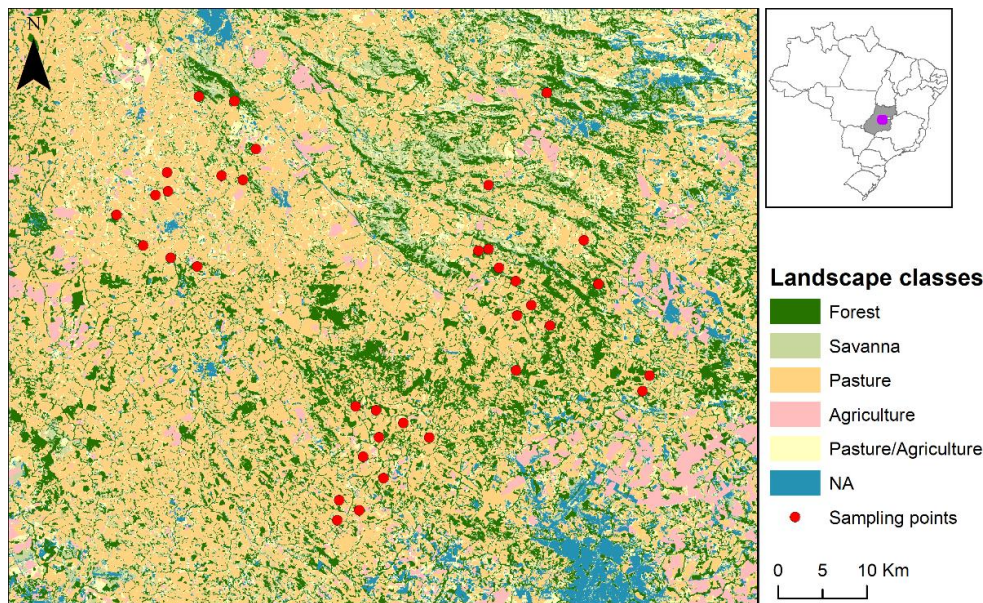 N
Landscape classes
Forest
Savanna
Pasture
Agriculture
Pasture/Agriculture
NA
Sampling points
0 5 10 Km